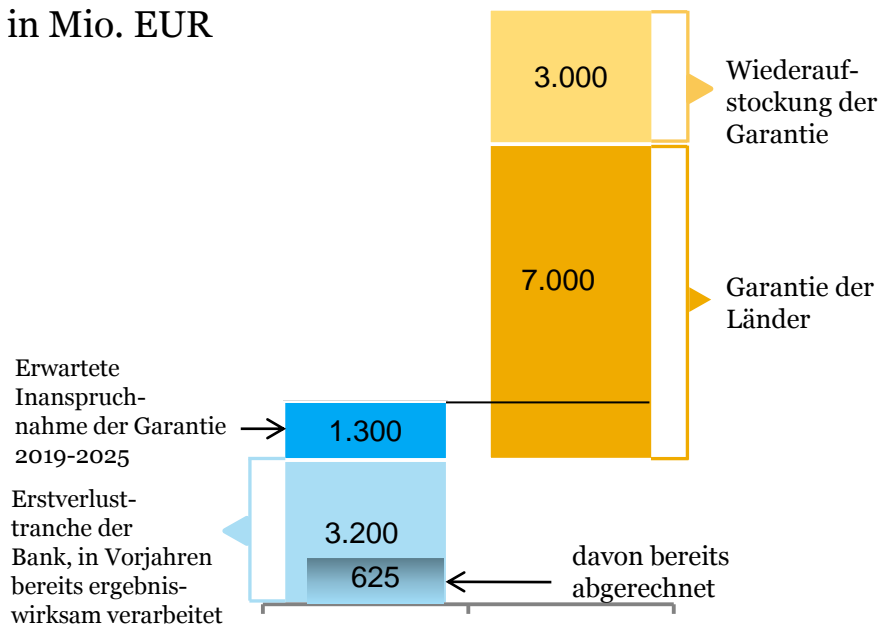 in Mio. EUR
3.000
Wiederauf-
stockung der
Garantie
7.000
Garantie der
Länder
Erwartete
Inanspruch-
nahme der Garantie
2019-2025
1.300
Erstverlust-
tranche der
Bank, in Vorjahren
bereits ergebnis-
wirksam verarbeitet
3.200
625
davon bereits
abgerechnet